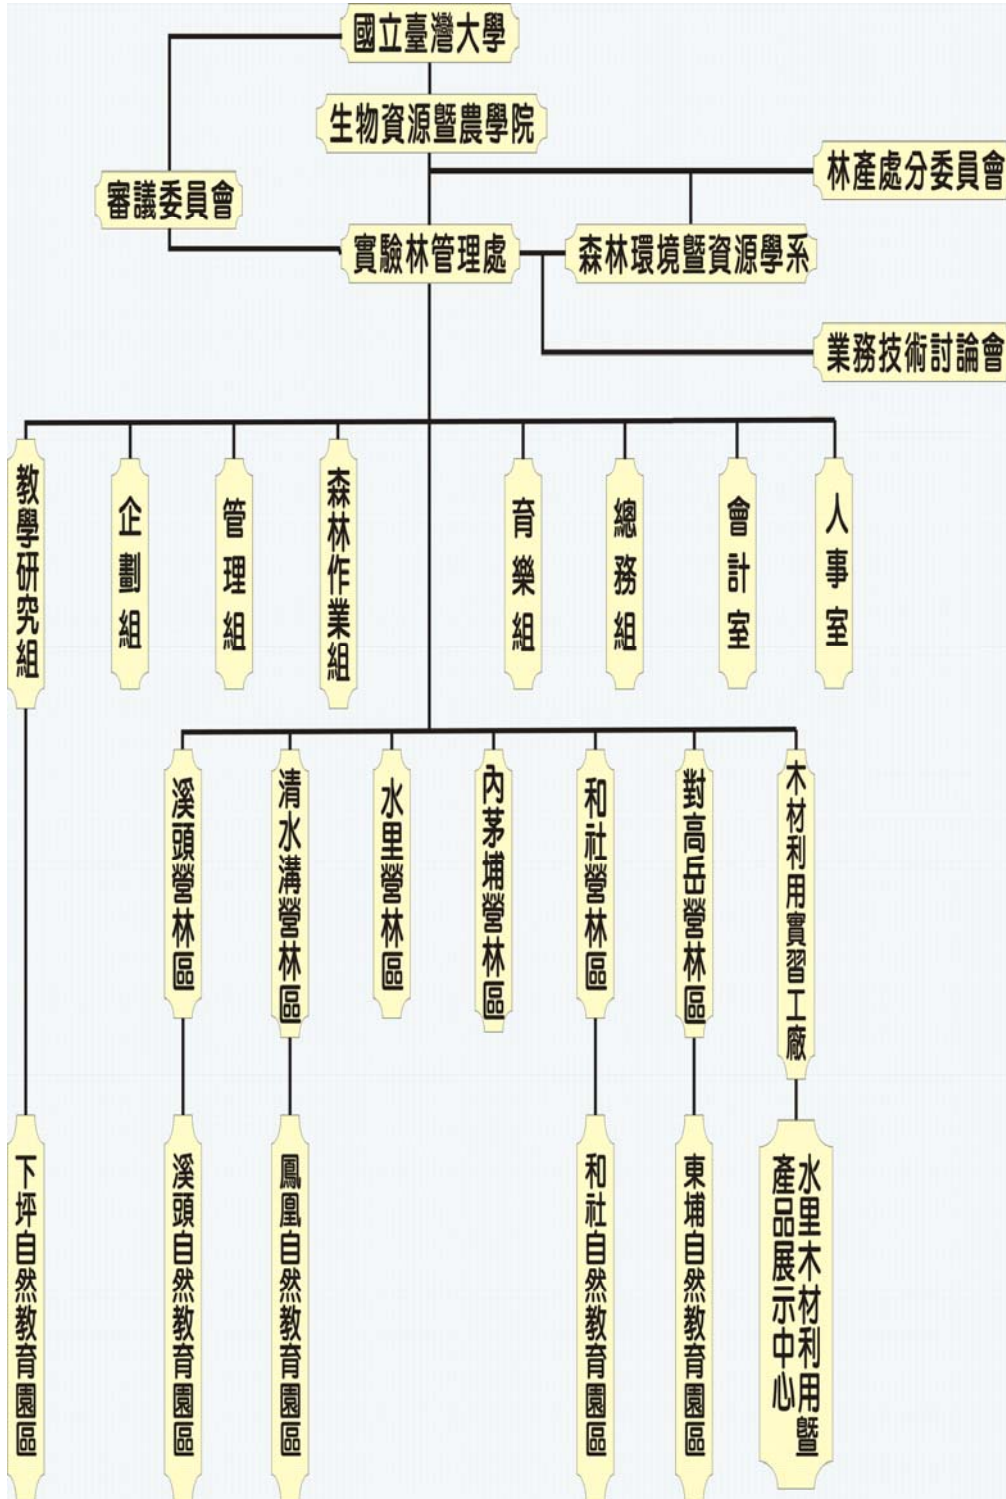 國立臺灣大學
生物資源暨農學院
林產處分委員會
審議委員會
實驗林管理處
森林環境暨資源學系
業務技術討論會
教學研究組
企劃組
管理組
森林作業組
育樂組
總務組
會計室
人事室
溪頭營林區
清水溝營林區
水里營林區
內茅埔營林區
和社營林區
對高岳營林區
木材利用實習工廠
下坪自然教育園區
溪頭自然教育園區
鳳凰自然教育園區
和社自然教育園區
東埔自然教育園區
水里木材利用暨
產品展示中心